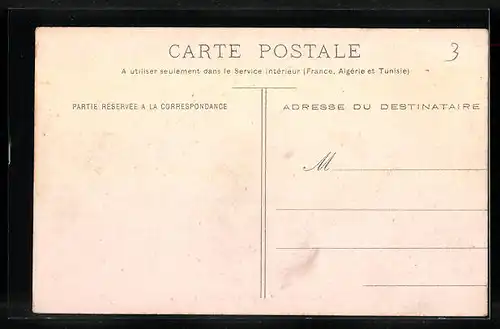 CARTE POSTALE
3
A utiliser seulement dans le Service intérieur (France, Algérie et Tunisie)
PARTIE RÉSERVÉE A LA CORRESPONDANCE
ADRESSE DU DESTINATAIRE
M